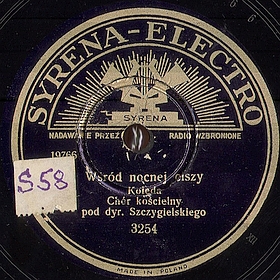 SYRENA-ELECTRO
SYRENA
NADAWANIE PRZEZ RADIO WZBRONIONE
19766
Wśród nocnej ciszy
Kolęda
Chór kościelny
pod dyr. Szczygielskiego
3254
S58
MADE IN POLAND